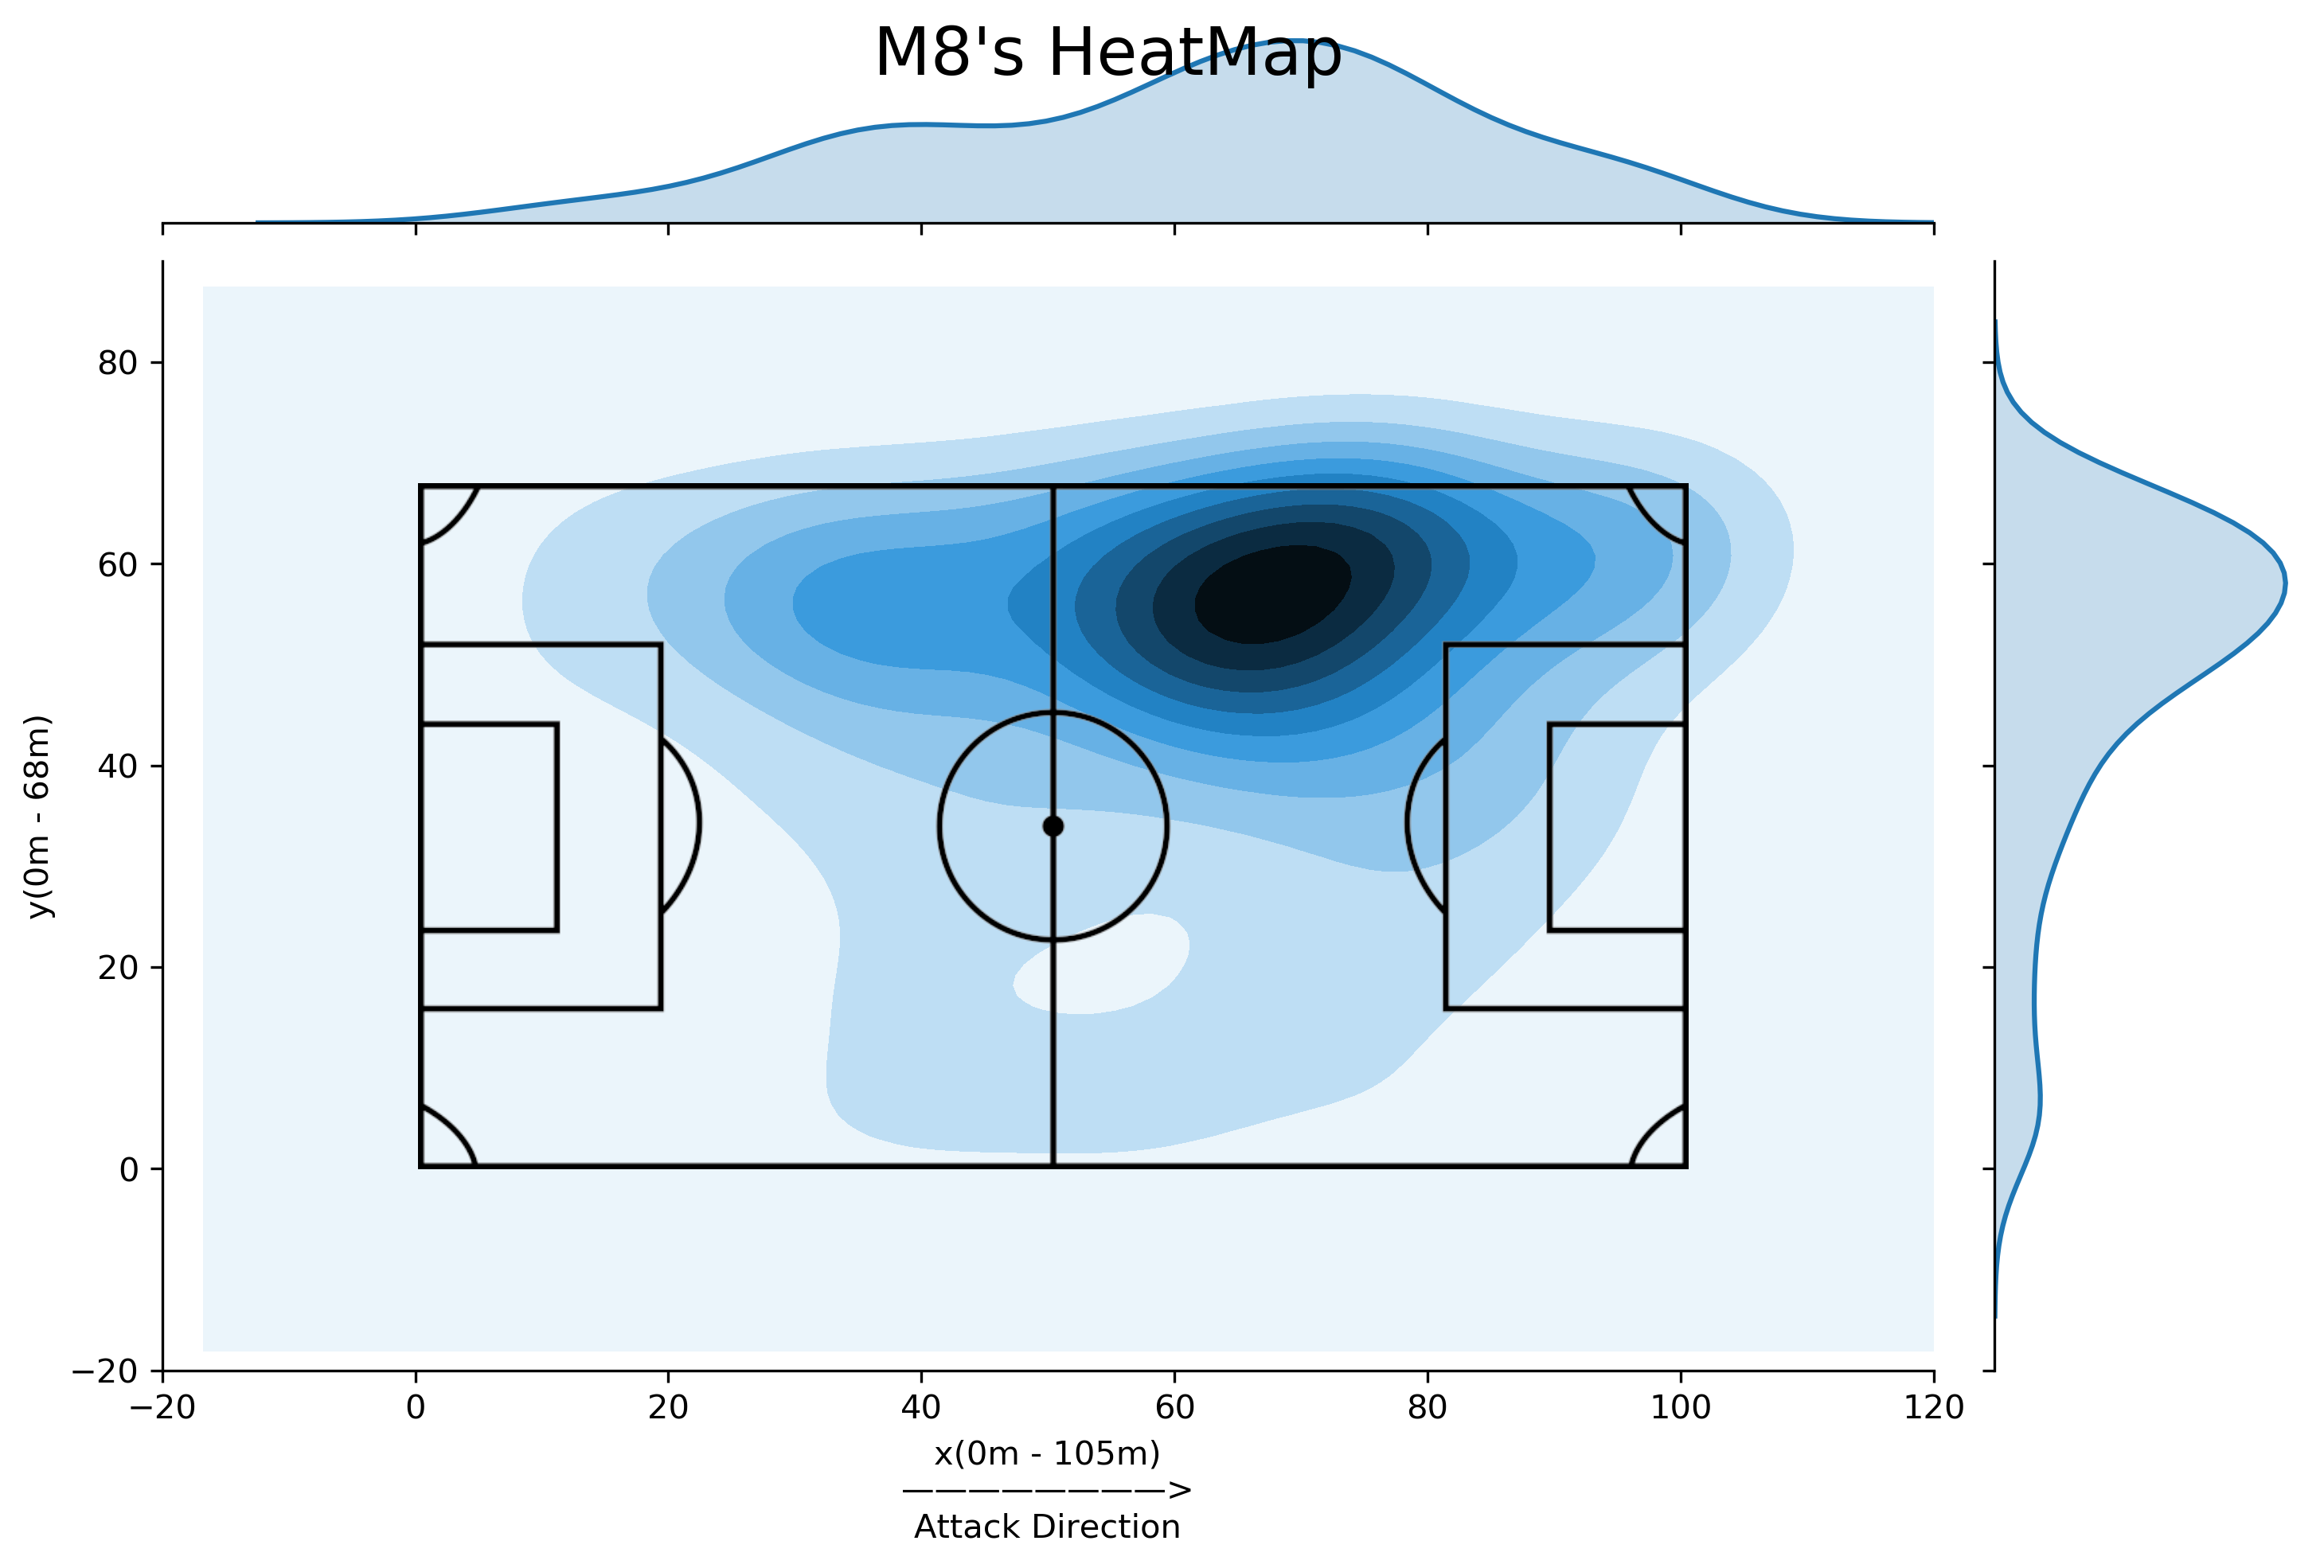 M8's HeatMap
80
60
40
20
0
−20
y(0m - 68m)
−20 0 20 40 60 80 100 120
x(0m - 105m)
————————>
Attack Direction